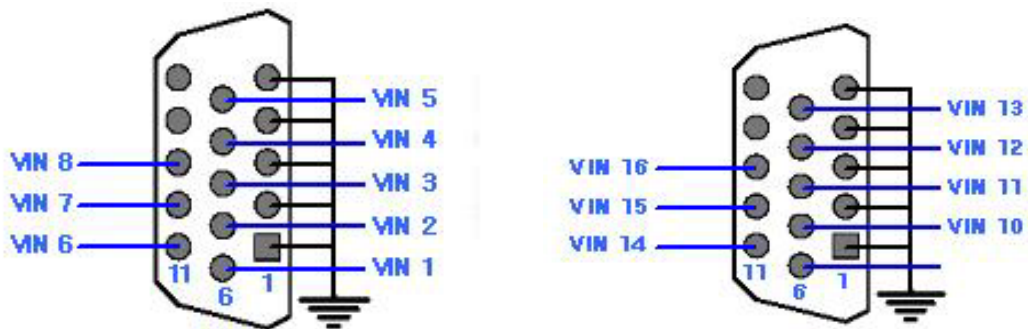 VIN 5
VIN 4
VIN 8
VIN 3
VIN 7
VIN 2
VIN 6
VIN 1
11
6
1
VIN 13
VIN 12
VIN 16
VIN 11
VIN 15
VIN 10
VIN 14
11
6
1